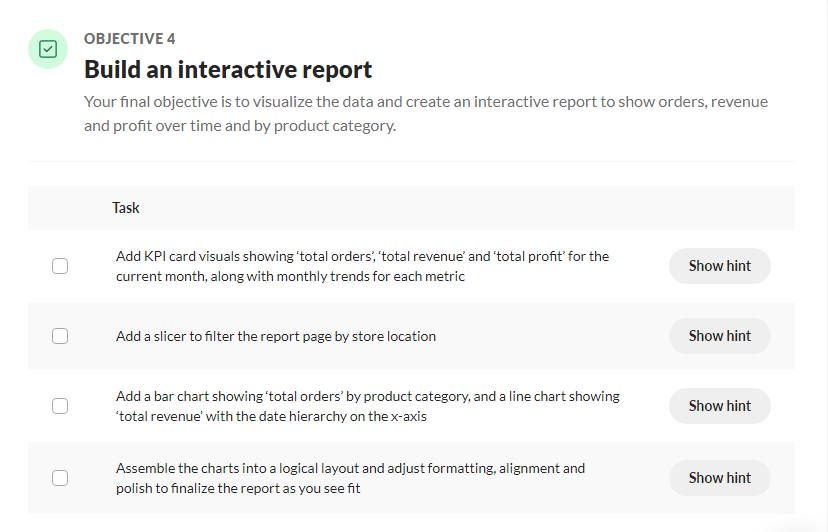 OBJECTIVE 4
Build an interactive report
Your final objective is to visualize the data and create an interactive report to show orders, revenue
and profit over time and by product category.
Task
Add KPI card visuals showing ‘total orders’, ‘total revenue’ and ‘total profit’ for the
current month, along with monthly trends for each metric
Show hint
Add a slicer to filter the report page by store location
Show hint
Add a bar chart showing ‘total orders’ by product category, and a line chart showing
‘total revenue’ with the date hierarchy on the x-axis
Show hint
Assemble the charts into a logical layout and adjust formatting, alignment and
polish to finalize the report as you see fit
Show hint